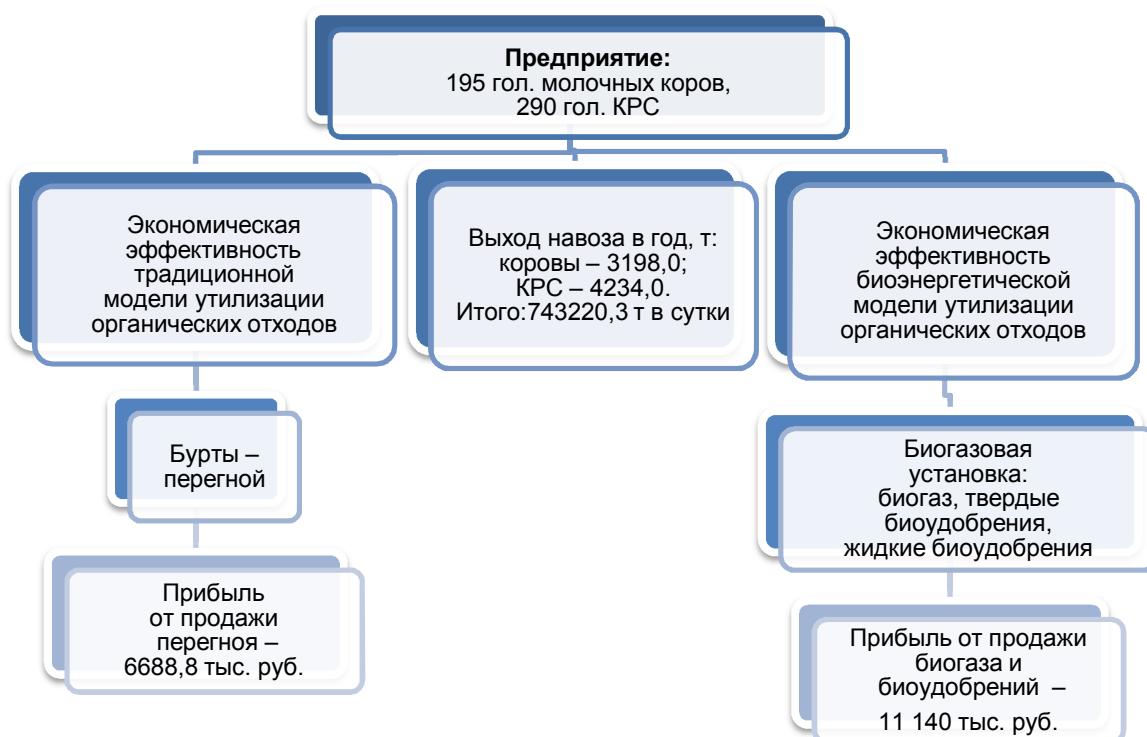 Предприятие:
195 гол. молочных коров,
290 гол. КРС
Экономическая
эффективность
традиционной
модели утилизации
органических отходов
Выход навоза в год, т:
коровы – 3198,0;
КРС – 4234,0.
Итого:743220,3 т в сутки
Экономическая
эффективность
биоэнергетической
модели утилизации
органических отходов
Бурты –
перегной
Биогазовая
установка:
биогаз, твердые
биоудобрения,
жидкие биоудобрения
Прибыль
от продажи
перегноя –
6688,8 тыс. руб.
Прибыль от продажи
биогаза и
биоудобрений –
11 140 тыс. руб.